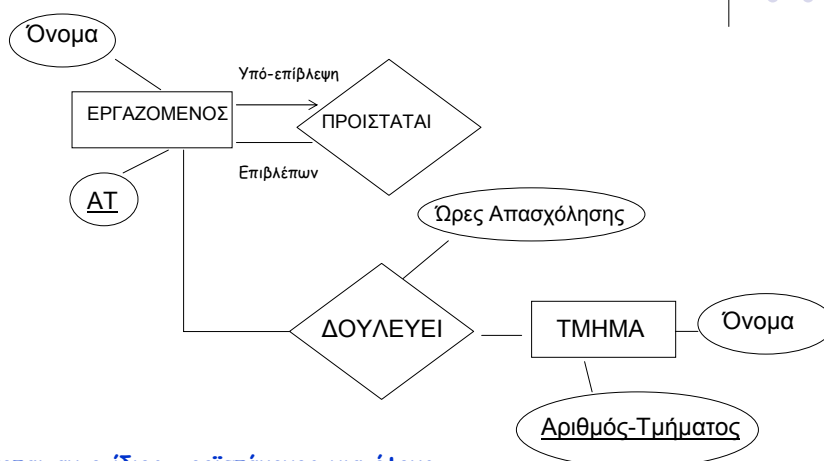 Όνομα
Υπό-επίβλεψη
ΕΡΓΑΖΟΜΕΝΟΣ
ΠΡΟΙΣΤΑΤΑΙ
Επιβλέπων
ΑΤ
Ώρες Απασχόλησης
ΔΟΥΛΕΥΕΙ
ΤΜΗΜΑ
Όνομα
Αριθμός-Τμήματος